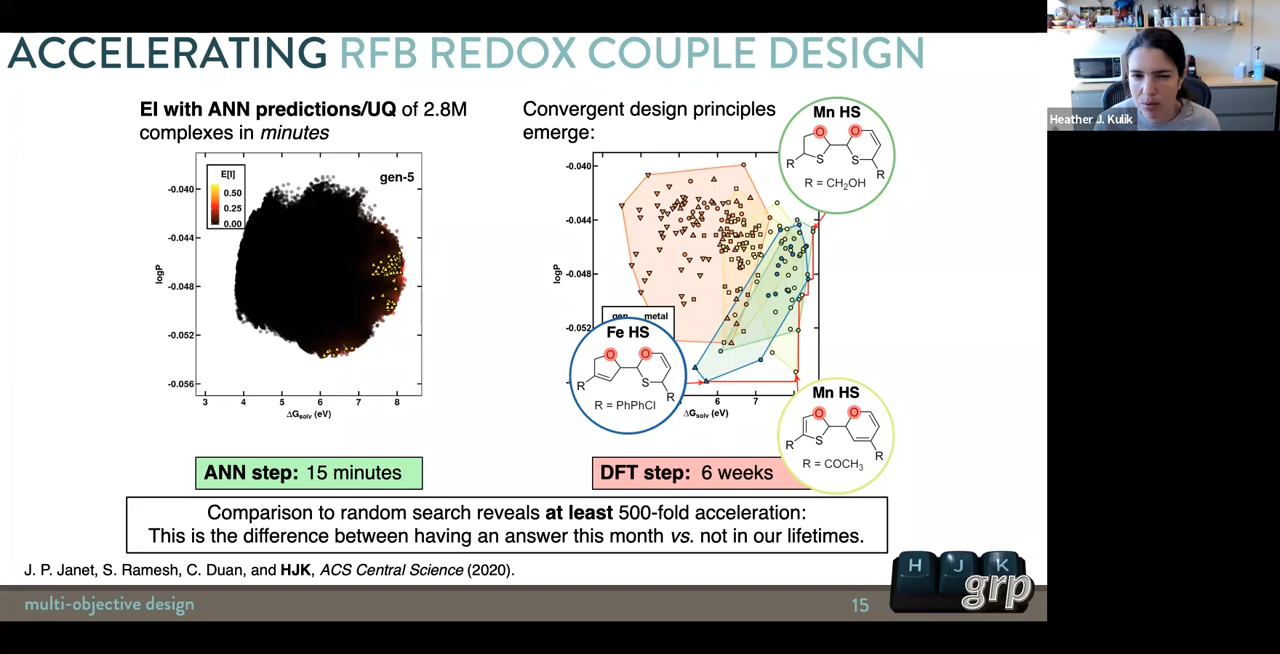 ACCELERATING RFB REDOX COUPLE DESIGN
Heather J. Kulik
EI with ANN predictions/UQ of 2.8M
complexes in minutes
gen-5
E[I]
0.50
0.25
0.00
-0.040
-0.044
-0.048
-0.052
-0.056
logP
3 4 5 6 7 8
ΔGsolv (eV)
ANN step: 15 minutes
Convergent design principles
emerge:
-0.040
-0.044
-0.048
-0.052
logP
gen metal
6 7
ΔGsolv (eV)
Mn HS
O O
S S
R R
R = CH₂OH
Fe HS
O O
S
R R
R = PhPhCl
Mn HS
O O
S
R R
R = COCH₃
DFT step: 6 weeks
Comparison to random search reveals at least 500-fold acceleration:
This is the difference between having an answer this month vs. not in our lifetimes.
J. P. Janet, S. Ramesh, C. Duan, and HJK, ACS Central Science (2020).
multi-objective design
15
H J K
grp